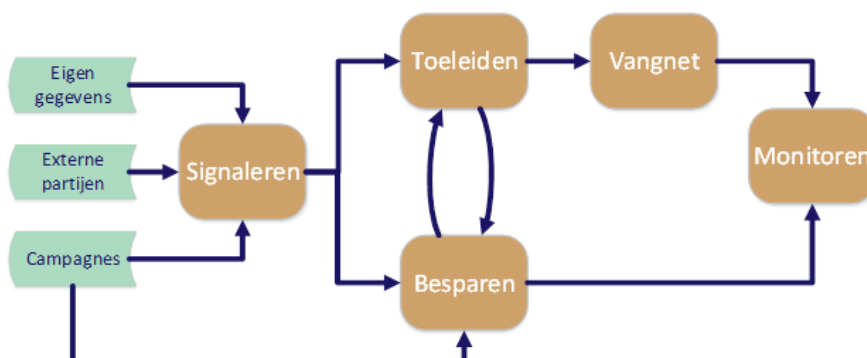 Eigen
gegevens
Externe
partijen
Campagnes
Signaleren
Toeleiden
Besparen
Vangnet
Monitoren